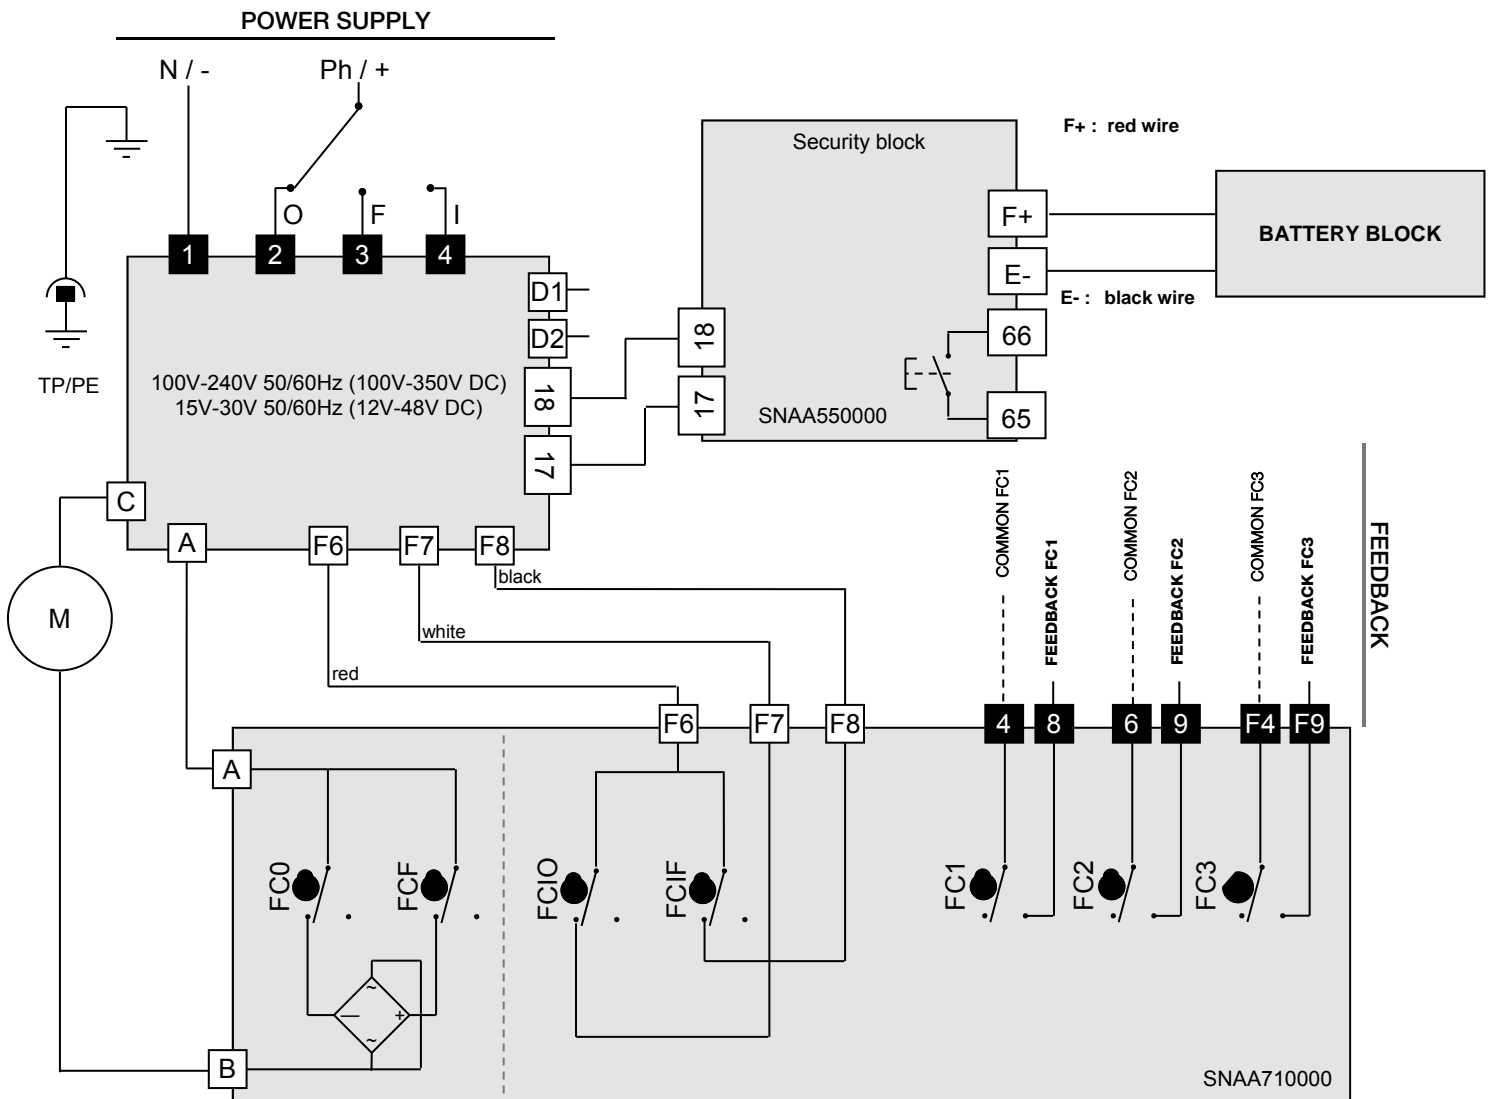 POWER SUPPLY
N / -
Ph / +
O
F
I
1
2
3
4
D1
D2
18
17
TP/PE
100V-240V 50/60Hz (100V-350V DC)
15V-30V 50/60Hz (12V-48V DC)
C
A
F6
F7
F8
black
white
red
M
Security block
18
17
SNAA550000
F+
E-
66
65
F+ : red wire
E- : black wire
BATTERY BLOCK
COMMON FC1
FEEDBACK FC1
COMMON FC2
FEEDBACK FC2
COMMON FC3
FEEDBACK FC3
FEEDBACK
F6
F7
F8
4
8
6
9
F4
F9
A
FC0
FCF
FCIO
FCIF
FC1
FC2
FC3
~
—
+
~
B
SNAA710000